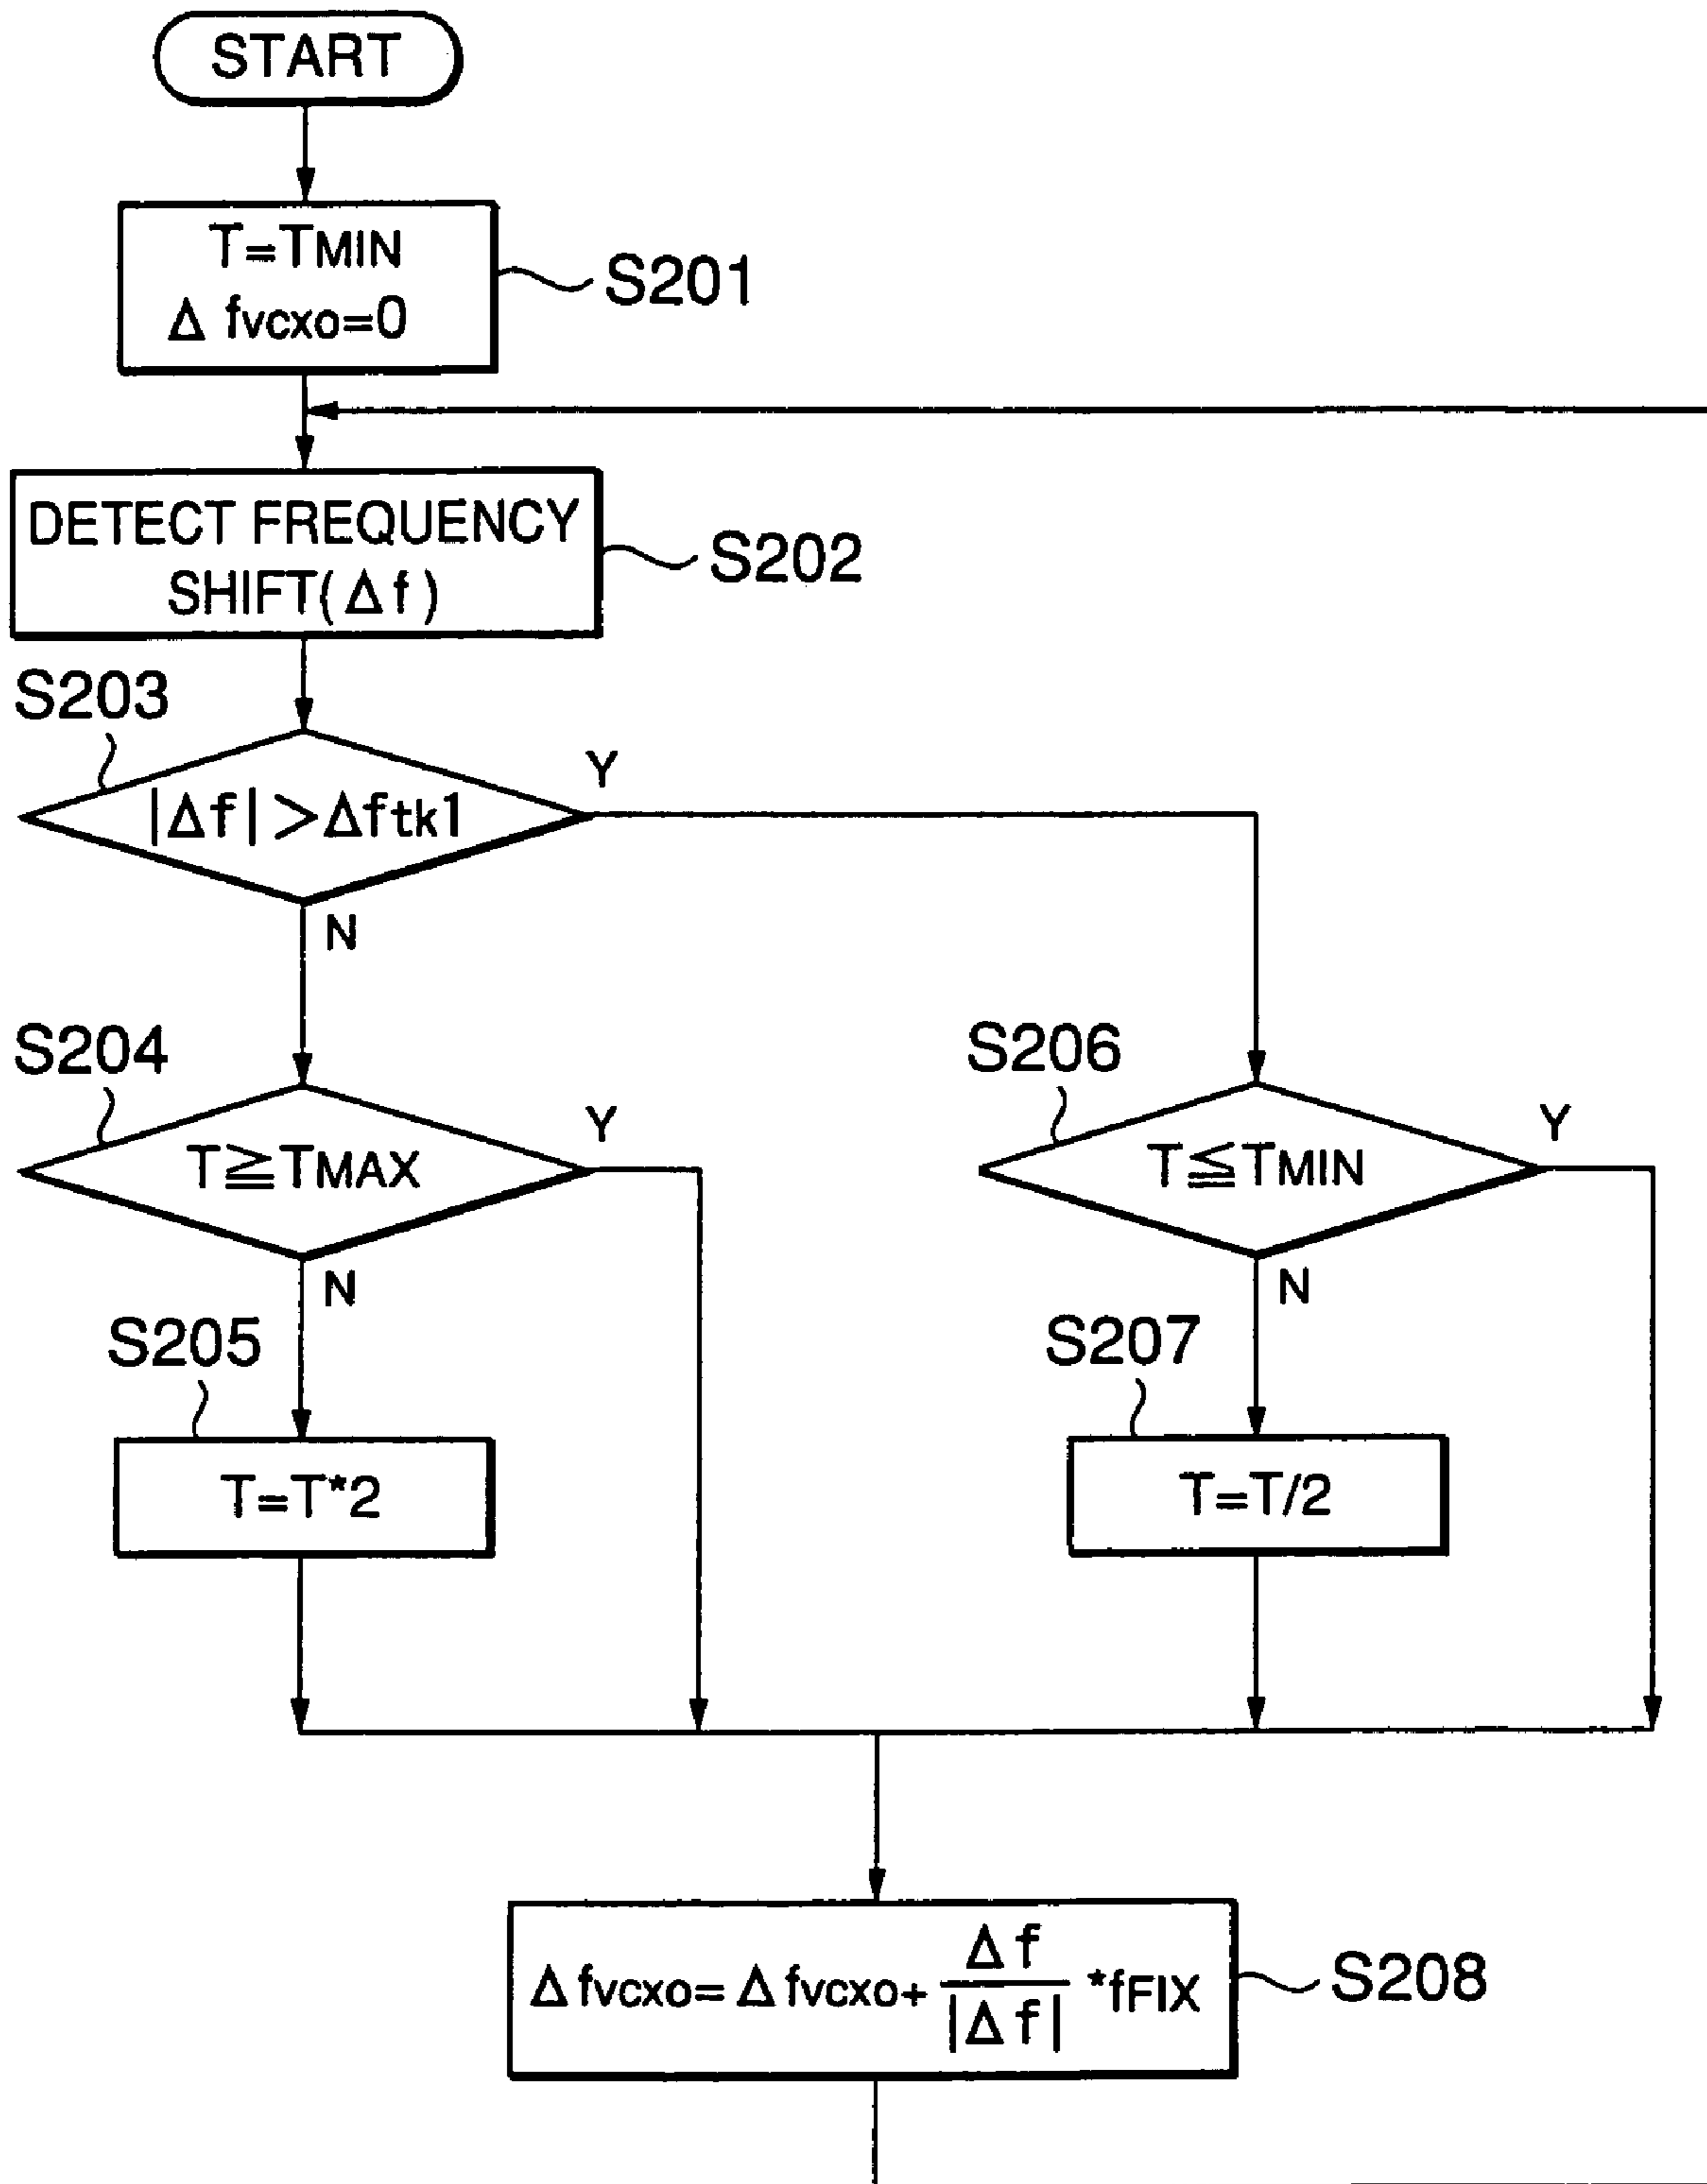 START
T=TMIN
Δ fvcxo=0
S201
DETECT FREQUENCY
SHIFT(Δf)
S202
S203
|Δf|>Δftk1
Y
N
S204
T≧TMAX
Y
N
S206
T≦TMIN
Y
N
S205
T=T*2
S207
T=T/2
Δfvcxo=Δfvcxo+Δf/|Δf|*fFIX
S208